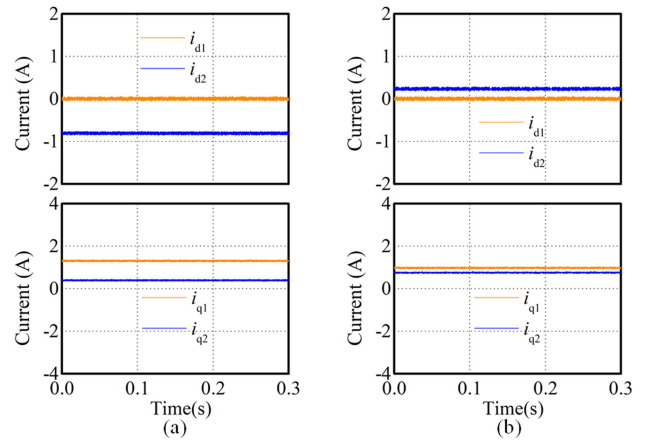 2
1
0
-1
-2
Current (A)
i_d1
i_d2
2
1
0
-1
-2
Current (A)
i_d1
i_d2
4
2
0
-2
-4
Current (A)
i_q1
i_q2
0.0 0.1 0.2 0.3
Time(s)
(a)
4
2
0
-2
-4
Current (A)
i_q1
i_q2
0.0 0.1 0.2 0.3
Time(s)
(b)